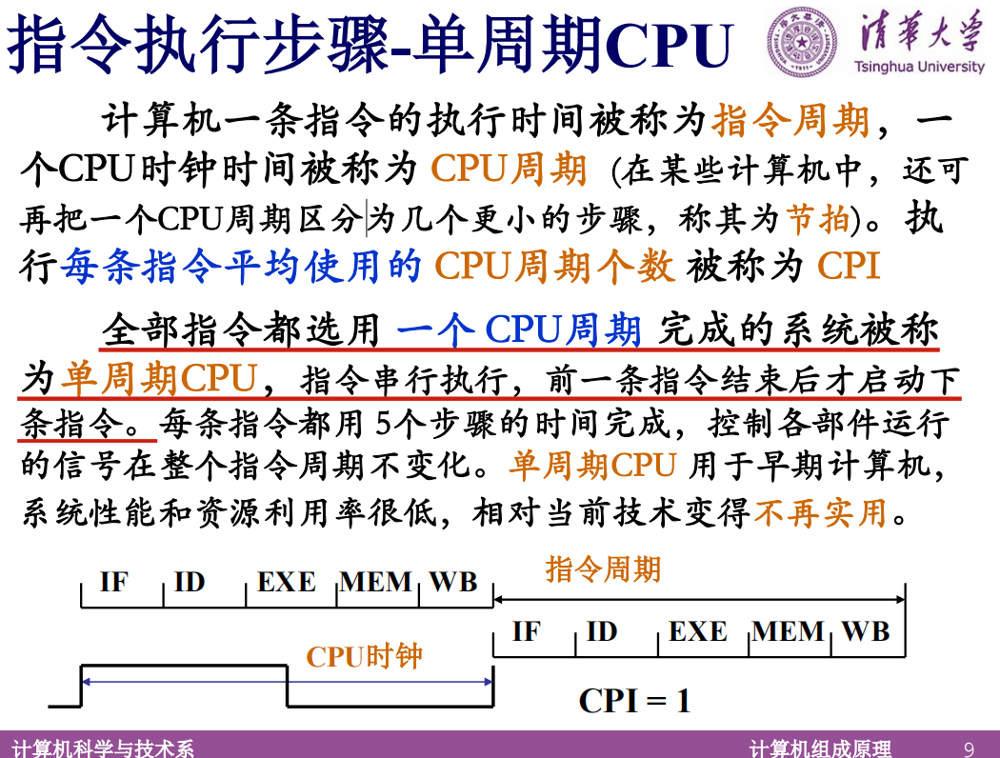 指令执行步骤-单周期CPU
清华大学
Tsinghua University
计算机一条指令的执行时间被称为指令周期，一
个CPU时钟时间被称为 CPU周期 (在某些计算机中，还可
再把一个CPU周期区分为几个更小的步骤，称其为节拍)。执
行每条指令平均使用的 CPU周期个数 被称为 CPI
全部指令都选用 一个 CPU周期 完成的系统被称
为单周期CPU，指令串行执行，前一条指令结束后才启动下
条指令。每条指令都用 5个步骤的时间完成，控制各部件运行
的信号在整个指令周期不变化。单周期CPU 用于早期计算机，
系统性能和资源利用率很低，相对当前技术变得不再实用。
指令周期
IF ID EXE MEM WB
IF ID EXE MEM WB
CPU时钟
CPI = 1
计算机科学与技术系 计算机组成原理 9